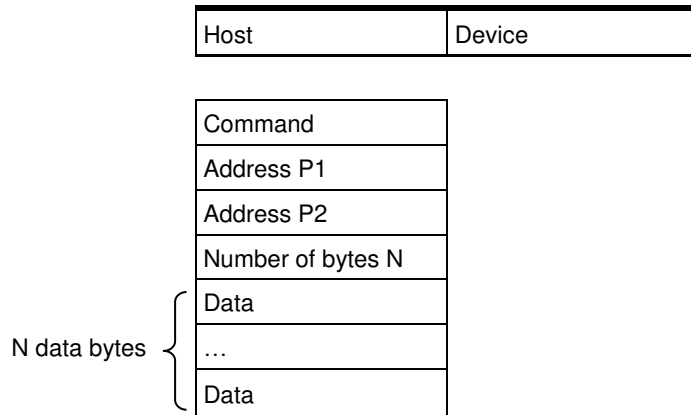 Host Device
Command
Address P1
Address P2
Number of bytes N
Data
N data bytes
…
Data